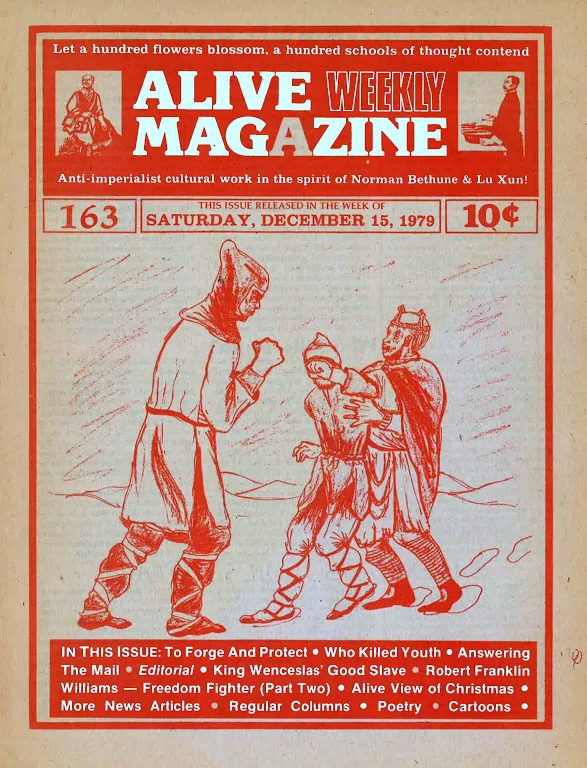 Let a hundred flowers blossom, a hundred schools of thought contend
ALIVE WEEKLY
MAGAZINE
Anti-imperialist cultural work in the spirit of Norman Bethune & Lu Xun!
163
THIS ISSUE RELEASED IN THE WEEK OF
SATURDAY, DECEMBER 15, 1979
10¢
IN THIS ISSUE: To Forge And Protect • Who Killed Youth • Answering
The Mail • Editorial • King Wenceslas' Good Slave • Robert Franklin
Williams — Freedom Fighter (Part Two) • Alive View of Christmas •
More News Articles • Regular Columns • Poetry • Cartoons •